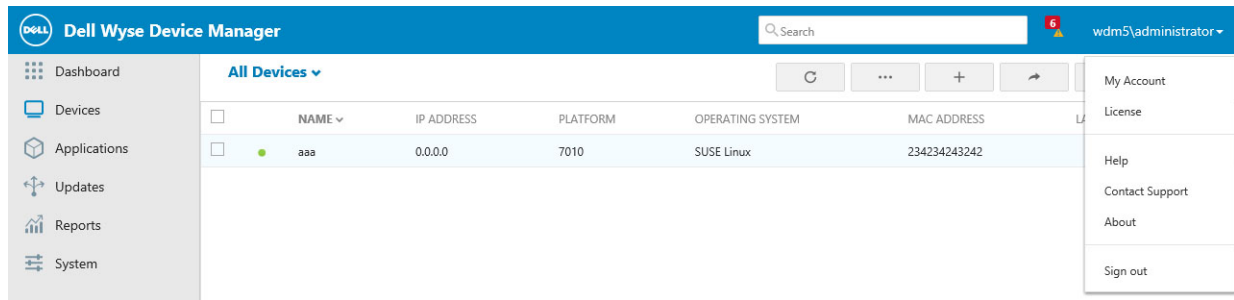 DELL Dell Wyse Device Manager Search 6 wdm5\administrator
Dashboard
Devices
Applications
Updates
Reports
System
All Devices
...
+
NAME IP ADDRESS PLATFORM OPERATING SYSTEM MAC ADDRESS LA
aaa 0.0.0.0 7010 SUSE Linux 234234243242
My Account
License
Help
Contact Support
About
Sign out